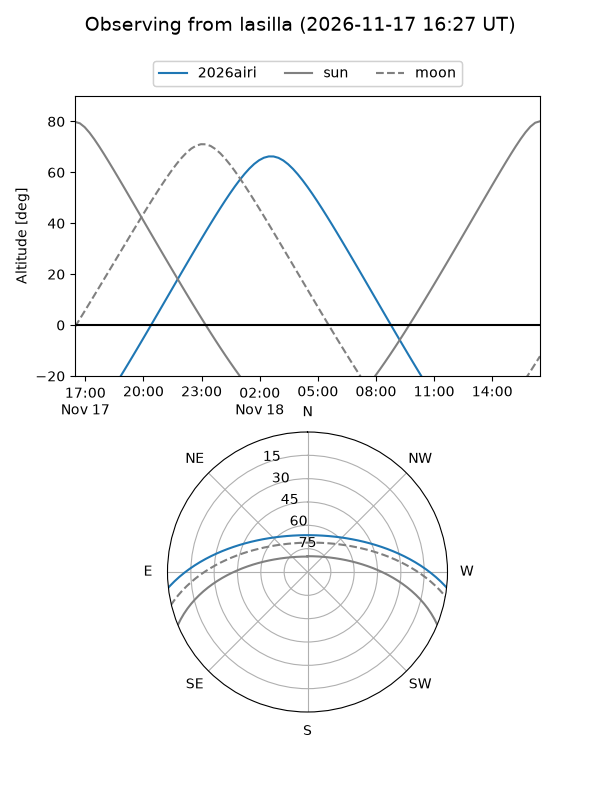 Observing from lasilla (2026-11-17 16:27 UT)
2026airi sun moon
Altitude [deg]
80
60
40
20
0
−20
17:00 20:00 23:00 02:00 05:00 08:00 11:00 14:00
Nov 17 Nov 18
N
NE NW
15
30
45
60
75
E W
SE SW
S